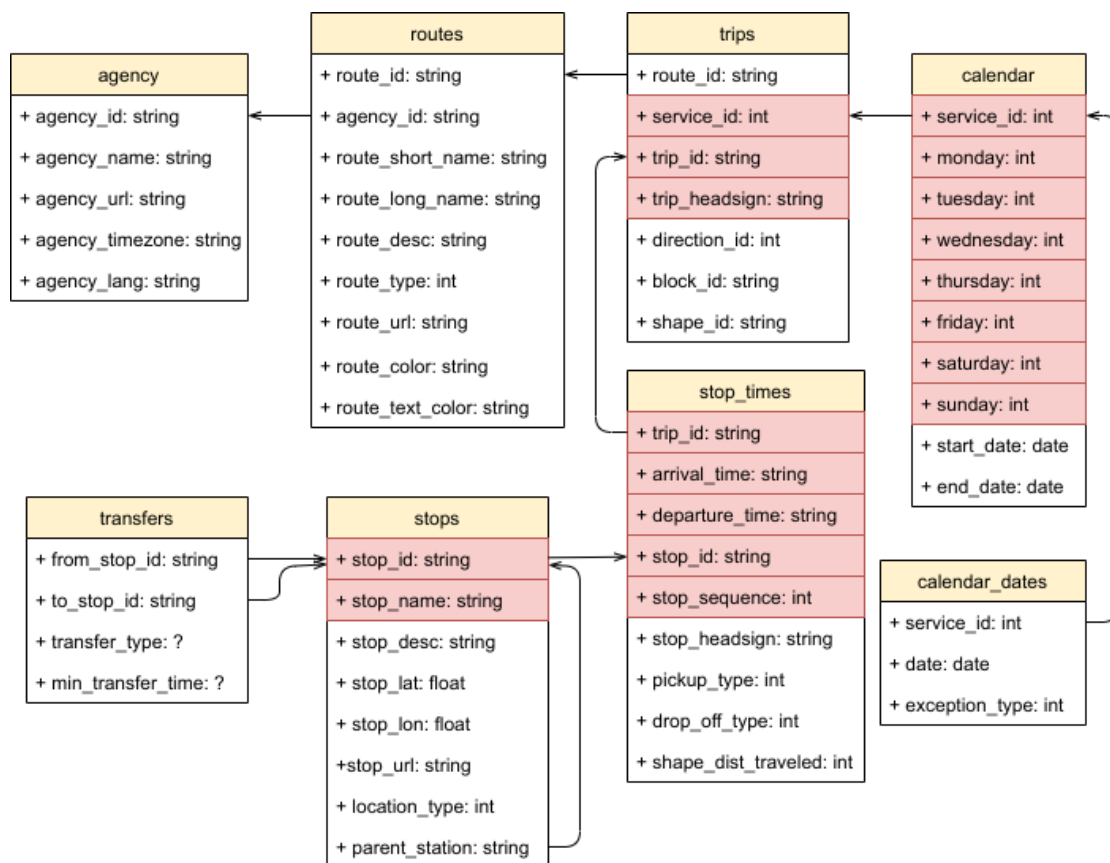 agency
+ agency_id: string
+ agency_name: string
+ agency_url: string
+ agency_timezone: string
+ agency_lang: string
routes
+ route_id: string
+ agency_id: string
+ route_short_name: string
+ route_long_name: string
+ route_desc: string
+ route_type: int
+ route_url: string
+ route_color: string
+ route_text_color: string
trips
+ route_id: string
+ service_id: int
+ trip_id: string
+ trip_headsign: string
+ direction_id: int
+ block_id: string
+ shape_id: string
calendar
+ service_id: int
+ monday: int
+ tuesday: int
+ wednesday: int
+ thursday: int
+ friday: int
+ saturday: int
+ sunday: int
+ start_date: date
+ end_date: date
transfers
+ from_stop_id: string
+ to_stop_id: string
+ transfer_type: ?
+ min_transfer_time: ?
stops
+ stop_id: string
+ stop_name: string
+ stop_desc: string
+ stop_lat: float
+ stop_lon: float
+stop_url: string
+ location_type: int
+ parent_station: string
stop_times
+ trip_id: string
+ arrival_time: string
+ departure_time: string
+ stop_id: string
+ stop_sequence: int
+ stop_headsign: string
+ pickup_type: int
+ drop_off_type: int
+ shape_dist_traveled: int
calendar_dates
+ service_id: int
+ date: date
+ exception_type: int